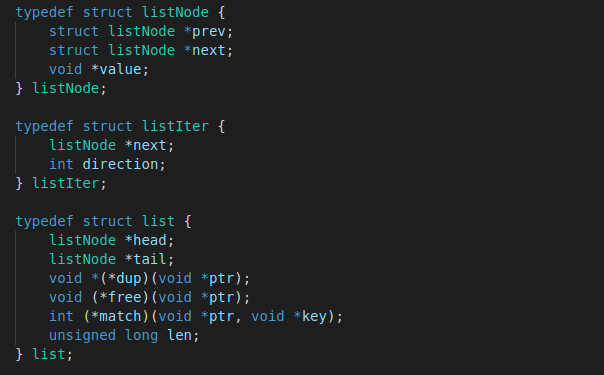 typedef struct listNode {
    struct listNode *prev;
    struct listNode *next;
    void *value;
} listNode;

typedef struct listIter {
    listNode *next;
    int direction;
} listIter;

typedef struct list {
    listNode *head;
    listNode *tail;
    void *(*dup)(void *ptr);
    void (*free)(void *ptr);
    int (*match)(void *ptr, void *key);
    unsigned long len;
} list;